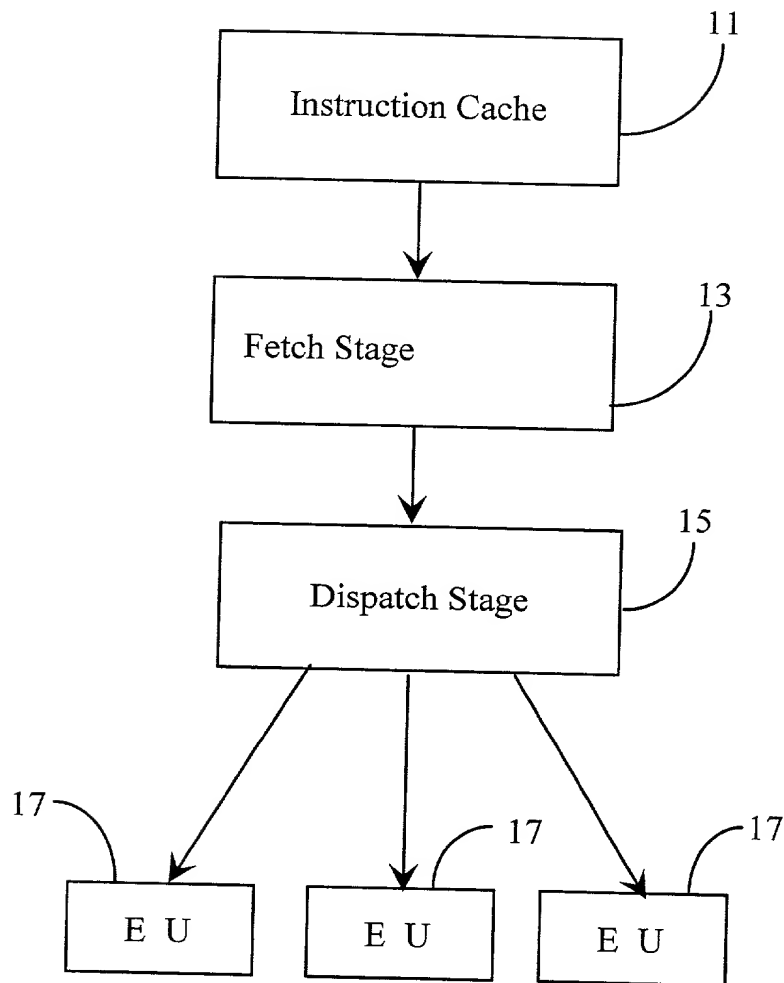 11
Instruction Cache
13
Fetch Stage
15
Dispatch Stage
17
17
17
E U
E U
E U